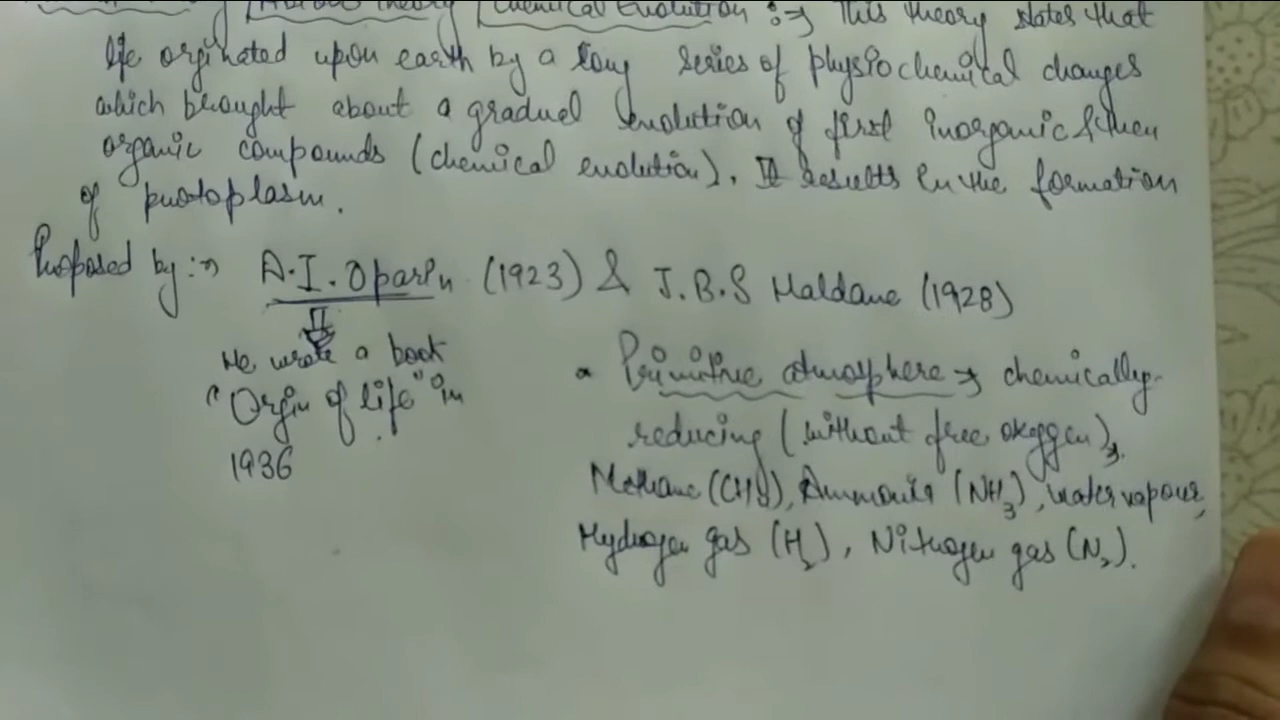 Theory | Chemical Evolution :→ This theory states that
life orginated upon earth by a long series of physiochemical changes
which brought about a gradual evolution of first inorganic & then
organic compounds (chemical evolution). It results in the formation
of protoplasm.
Proposed by :→ A.I. Oparin (1923) & J.B.S Haldane (1928)
He wrote a book
"Orgin of life" in
1936
Primitive atmosphere → chemically
reducing (without free oxygen),
Methane (CH4), Ammonia (NH3), water vapour,
Hydrogen gas (H2), Nitrogen gas (N2).